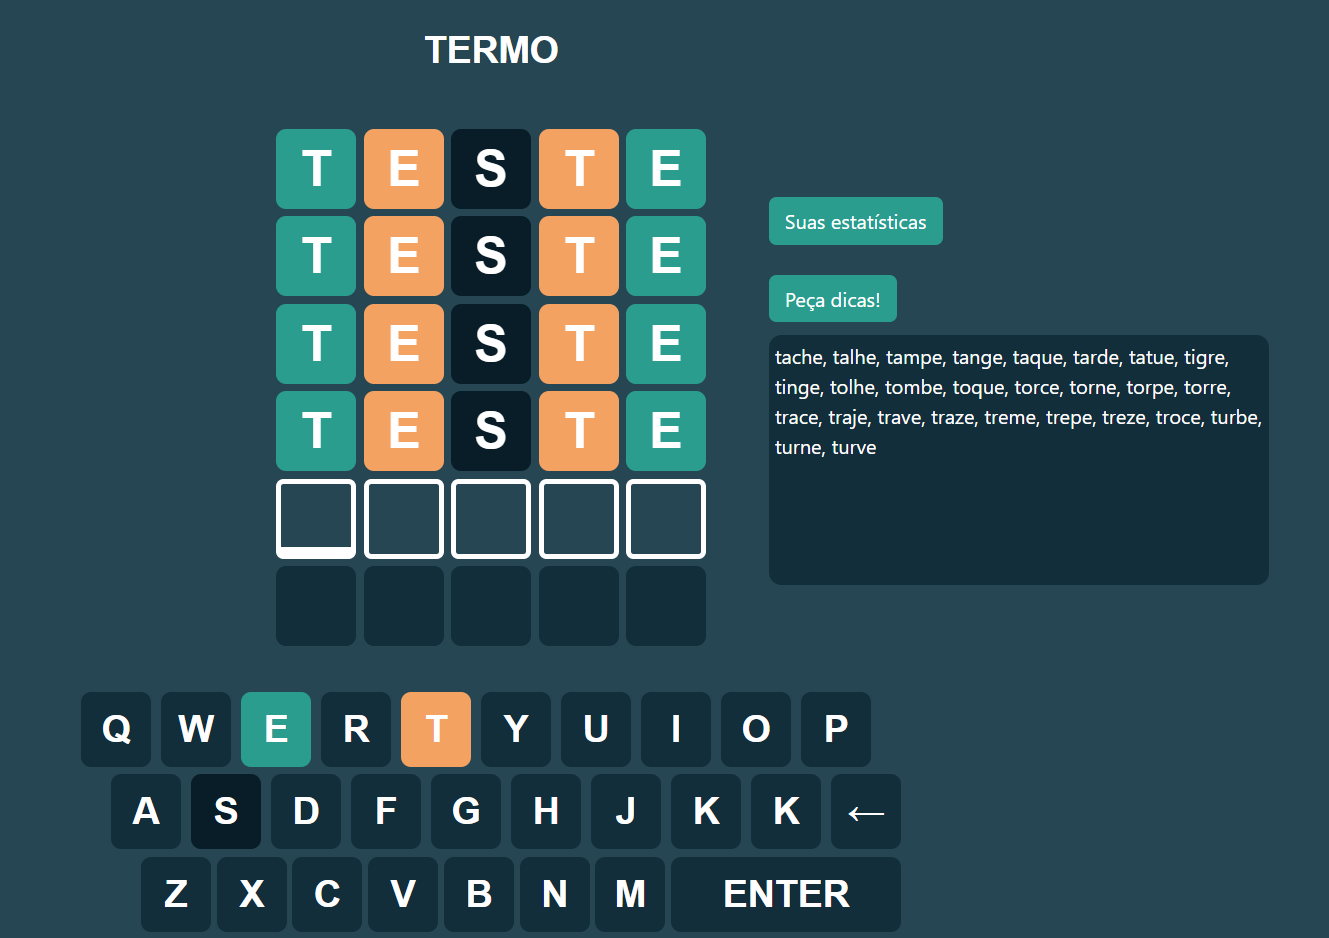 TERMO
T E S T E
T E S T E
T E S T E
T E S T E
Suas estatísticas
Peça dicas!
tache, talhe, tampe, tange, taque, tarde, tatue, tigre,
tinge, tolhe, tombe, toque, torce, torne, torpe, torre,
trace, traje, trave, traze, treme, trepe, treze, troce, turbe,
turne, turve
Q W E R T Y U I O P
A S D F G H J K K ←
Z X C V B N M ENTER